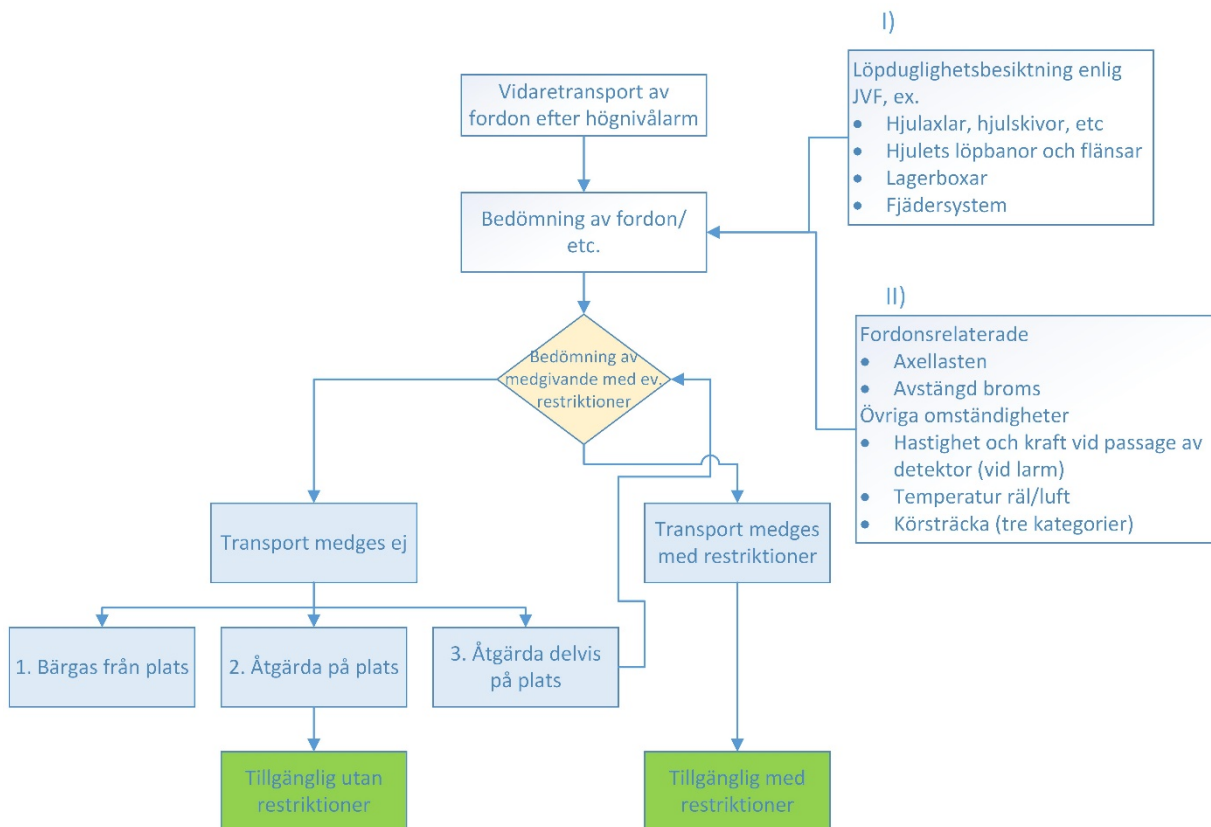 Vidaretransport av
fordon efter högnivålarm
Bedömning av fordon/
etc.
I)
Löpduglighetsbesiktning enlig
JVF, ex.
● Hjulaxlar, hjulskivor, etc
● Hjulets löpbanor och flänsar
● Lagerboxar
● Fjädersystem
II)
Fordonsrelaterade
● Axellasten
● Avstängd broms
Övriga omständigheter
● Hastighet och kraft vid passage av
detektor (vid larm)
● Temperatur räl/luft
● Körsträcka (tre kategorier)
Bedömning av
medgivande med ev.
restriktioner
Transport medges ej
Transport medges
med restriktioner
1. Bärgas från plats
2. Åtgärda på plats
3. Åtgärda delvis
på plats
Tillgänglig utan
restriktioner
Tillgänglig med
restriktioner